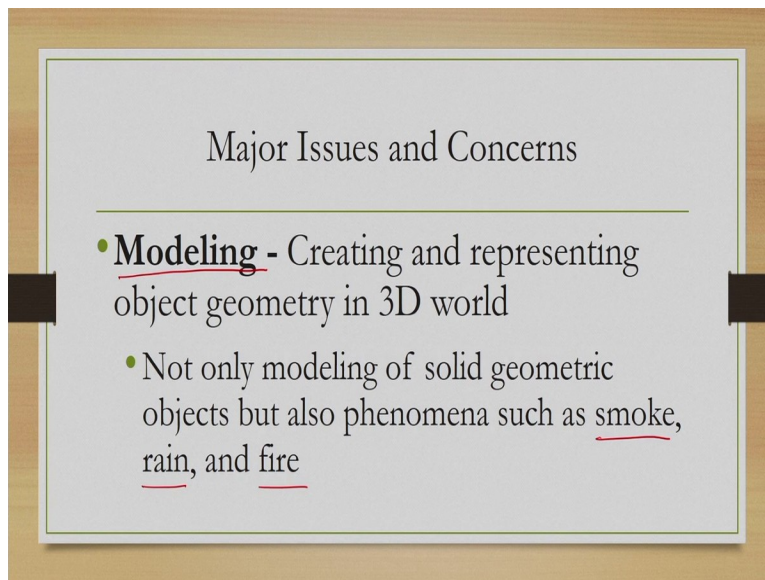 Major Issues and Concerns
•Modeling - Creating and representing
object geometry in 3D world
•Not only modeling of solid geometric
objects but also phenomena such as smoke,
rain, and fire